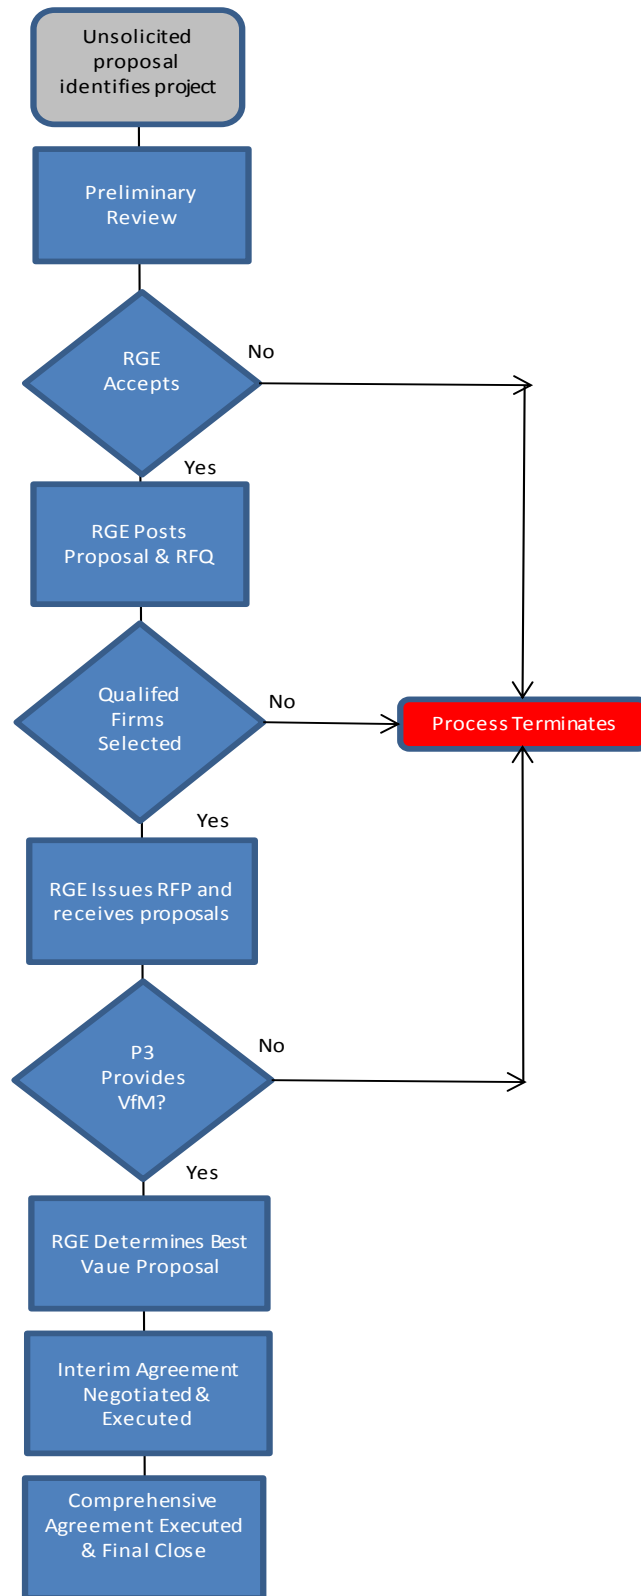 Unsolicited
proposal
identifies project
Preliminary
Review
RGE
Accepts
No
Yes
RGE Posts
Proposal & RFQ
Qualifed
Firms
Selected
No
Process Terminates
Yes
RGE Issues RFP and
receives proposals
P3
Provides
VfM?
No
Yes
RGE Determines Best
Vaue Proposal
Interim Agreement
Negotiated &
Executed
Comprehensive
Agreement Executed
& Final Close